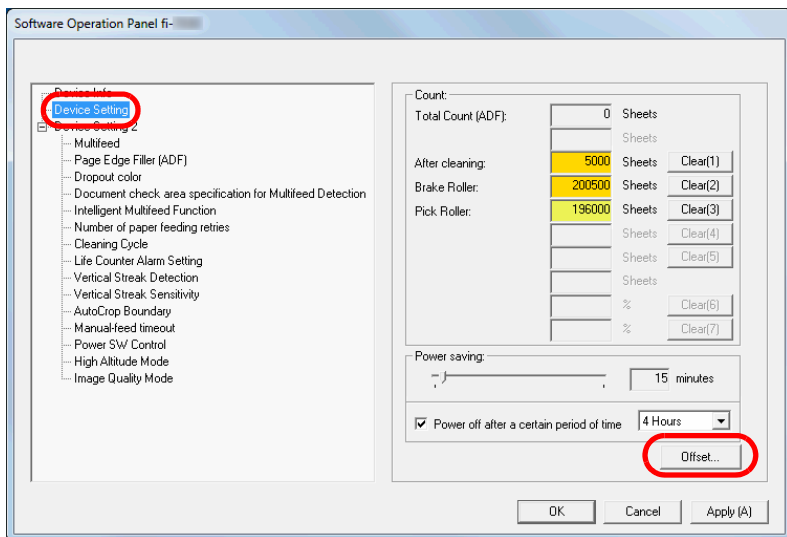 Software Operation Panel fi-
Device Info
Device Setting
Device Setting 2
Multifeed
Page Edge Filler (ADF)
Dropout color
Document check area specification for Multifeed Detection
Intelligent Multifeed Function
Number of paper feeding retries
Cleaning Cycle
Life Counter Alarm Setting
Vertical Streak Detection
Vertical Streak Sensitivity
AutoCrop Boundary
Manual-feed timeout
Power SW Control
High Altitude Mode
Image Quality Mode
Count:
Total Count (ADF): 0 Sheets
Sheets
After cleaning: 5000 Sheets Clear(1)
Brake Roller: 200500 Sheets Clear(2)
Pick Roller: 196000 Sheets Clear(3)
Sheets Clear(4)
Sheets Clear(5)
Sheets
% Clear(6)
% Clear(7)
Power saving:
15 minutes
Power off after a certain period of time 4 Hours
Offset...
OK Cancel Apply (A)